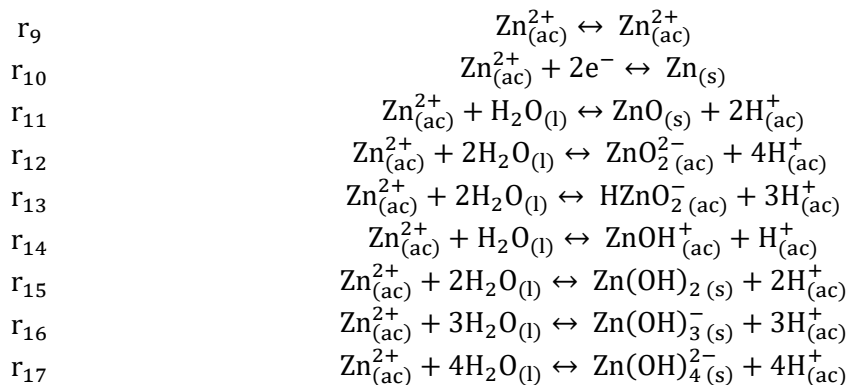 r₉ Zn²⁺₍ac₎ ↔ Zn²⁺₍ac₎
r₁₀ Zn²⁺₍ac₎ + 2e⁻ ↔ Zn₍s₎
r₁₁ Zn²⁺₍ac₎ + H₂O₍l₎ ↔ ZnO₍s₎ + 2H⁺₍ac₎
r₁₂ Zn²⁺₍ac₎ + 2H₂O₍l₎ ↔ ZnO₂²⁻₍ac₎ + 4H⁺₍ac₎
r₁₃ Zn²⁺₍ac₎ + 2H₂O₍l₎ ↔ HZnO₂⁻₍ac₎ + 3H⁺₍ac₎
r₁₄ Zn²⁺₍ac₎ + H₂O₍l₎ ↔ ZnOH⁺₍ac₎ + H⁺₍ac₎
r₁₅ Zn²⁺₍ac₎ + 2H₂O₍l₎ ↔ Zn(OH)₂ ₍s₎ + 2H⁺₍ac₎
r₁₆ Zn²⁺₍ac₎ + 3H₂O₍l₎ ↔ Zn(OH)₃⁻₍s₎ + 3H⁺₍ac₎
r₁₇ Zn²⁺₍ac₎ + 4H₂O₍l₎ ↔ Zn(OH)₄²⁻₍s₎ + 4H⁺₍ac₎